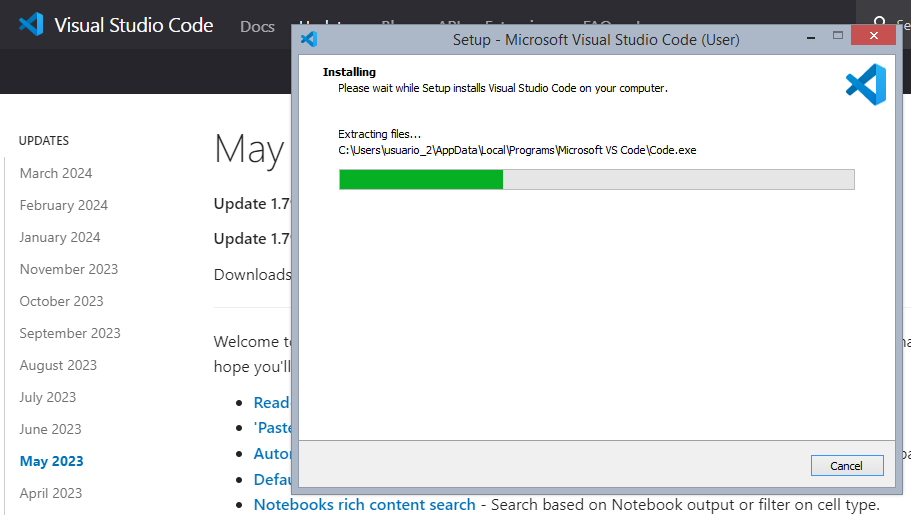 Visual Studio Code Docs
Setup - Microsoft Visual Studio Code (User)
Installing
Please wait while Setup installs Visual Studio Code on your computer.
Extracting files...
C:\Users\usuario_2\AppData\Local\Programs\Microsoft VS Code\Code.exe
Cancel
UPDATES
March 2024
February 2024
January 2024
November 2023
October 2023
September 2023
August 2023
July 2023
June 2023
May 2023
April 2023
May
Update 1.7
Update 1.7
Downloads
Welcome
hope you'll
Read
'Paste
Notebooks rich content search - Search based on Notebook output or filter on cell type.